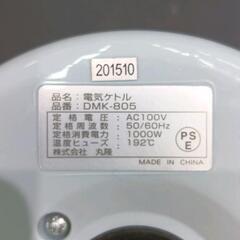 201510
品名：電気ケトル
品番：DMK-805
定格電圧：AC100V
定格周波数：50/60Hz
定格消費電力：1000W
温度ヒューズ：192℃
株式会社 丸隆
PS
E
MADE IN CHINA